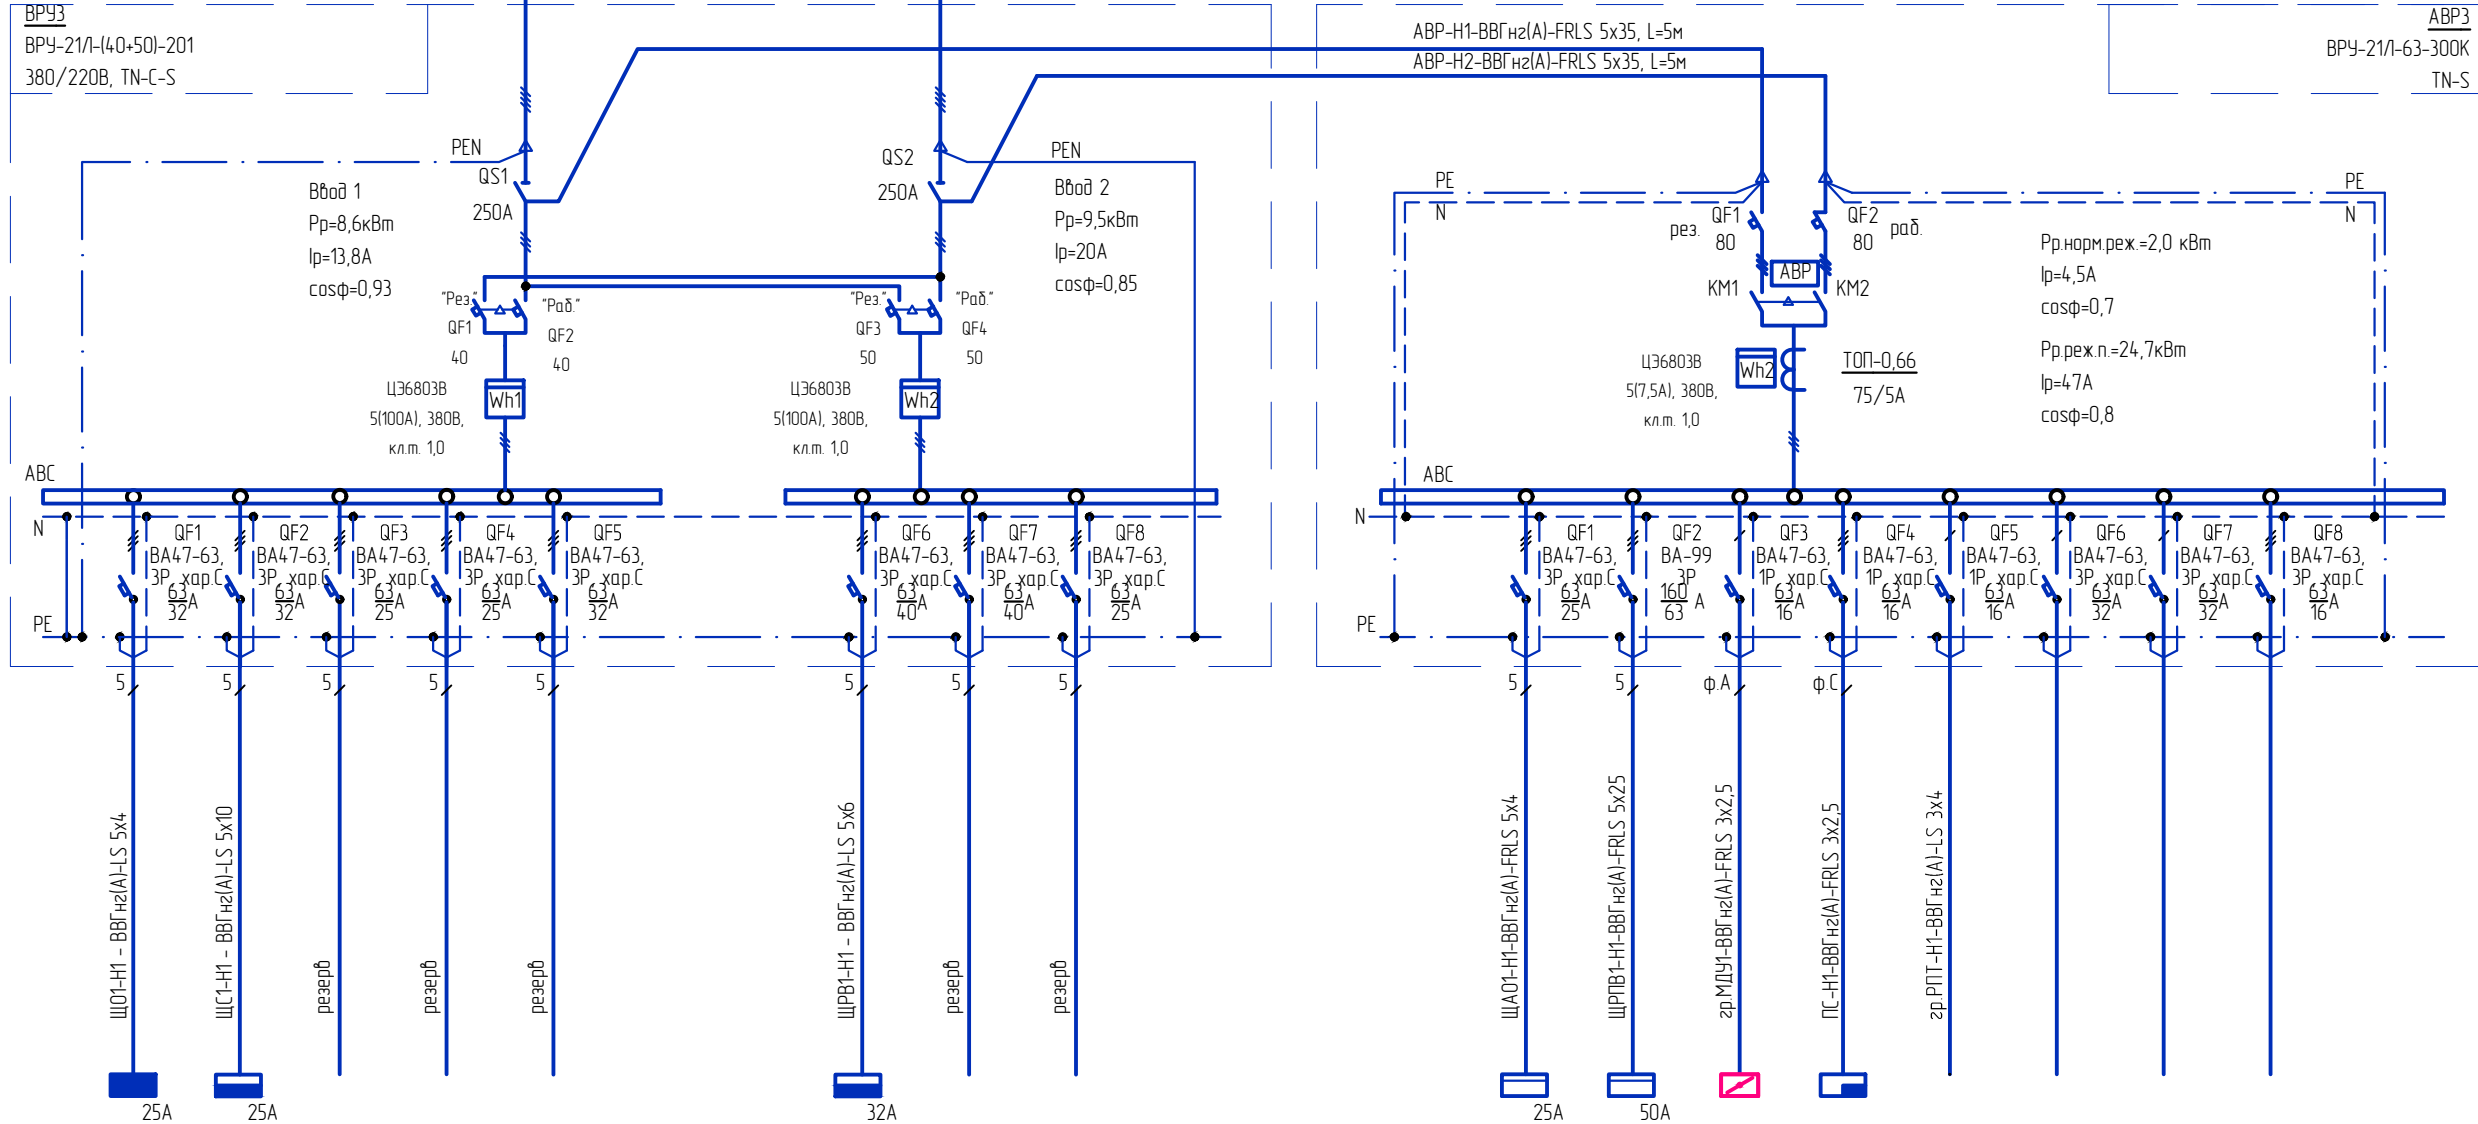 ВРУ3
ВРУ-21Л-(40+50)-201
380/220В, TN-C-S
АВР-Н1-ВВГнг(А)-FRLS 5х35, L=5м
АВР-Н2-ВВГнг(А)-FRLS 5х35, L=5м
АВР3
ВРУ-21Л-63-300К
TN-S
PEN
QS1
250А
Ввод 1
Рр=8,6кВт
Iр=13,8А
cosφ=0,93
QS2
250А
PEN
Ввод 2
Рр=9,5кВт
Iр=20А
cosφ=0,85
"Рез."
QF1
40
"Раб."
QF2
40
"Рез."
QF3
50
"Раб."
QF4
50
ЦЭ6803В
5(100А), 380В,
кл.т. 1,0
Wh1
ЦЭ6803В
5(100А), 380В,
кл.т. 1,0
Wh2
PE
N
QF1
80
рез.
QF2
80
раб.
PE
N
АВР
КМ1
КМ2
Рр.норм.реж.=2,0 кВт
Iр=4,5А
cosφ=0,7
Рр.реж.п.=24,7кВт
Iр=47А
cosφ=0,8
ЦЭ6803В
5(7,5А), 380В,
кл.т. 1,0
Wh2
ТОП-0,66
75/5А
АВС
N
PE
QF1
ВА47-63,
3Р, хар.С
63
32А
QF2
ВА47-63,
3Р, хар.С
63
32А
QF3
ВА47-63,
3Р, хар.С
63
25А
QF4
ВА47-63,
3Р, хар.С
63
25А
QF5
ВА47-63,
3Р, хар.С
63
32А
QF6
ВА47-63,
3Р, хар.С
63
40А
QF7
ВА47-63,
3Р, хар.С
63
40А
QF8
ВА47-63,
3Р, хар.С
63
25А
АВС
N
PE
QF1
ВА47-63,
3Р, хар.С
63
25А
QF2
ВА-99
3Р
160
63 А
QF3
ВА47-63,
1Р, хар.С
63
16А
QF4
ВА47-63,
1Р, хар.С
63
16А
QF5
ВА47-63,
1Р, хар.С
63
16А
QF6
ВА47-63,
3Р, хар.С
63
32А
QF7
ВА47-63,
3Р, хар.С
63
32А
QF8
ВА47-63,
3Р, хар.С
63
16А
5
5
5
5
5
5
5
5
5
5
ф.А
ф.С
ЩО1-Н1 - ВВГнг(А)-LS 5х4
ЩС1-Н1 - ВВГнг(А)-LS 5х10
резерв
резерв
резерв
ЩРВ1-Н1 - ВВГнг(А)-LS 5х6
резерв
резерв
ЩАО1-Н1-ВВГнг(А)-FRLS 5х4
ЩРПВ1-Н1-ВВГнг(А)-FRLS 5х25
гр.МДУ1-ВВГнг(А)-FRLS 3х2,5
ПС-Н1-ВВГнг(А)-FRLS 3х2,5
гр.РПТ-Н1-ВВГнг(А)-LS 3х4
25А
25А
32А
25А
50А